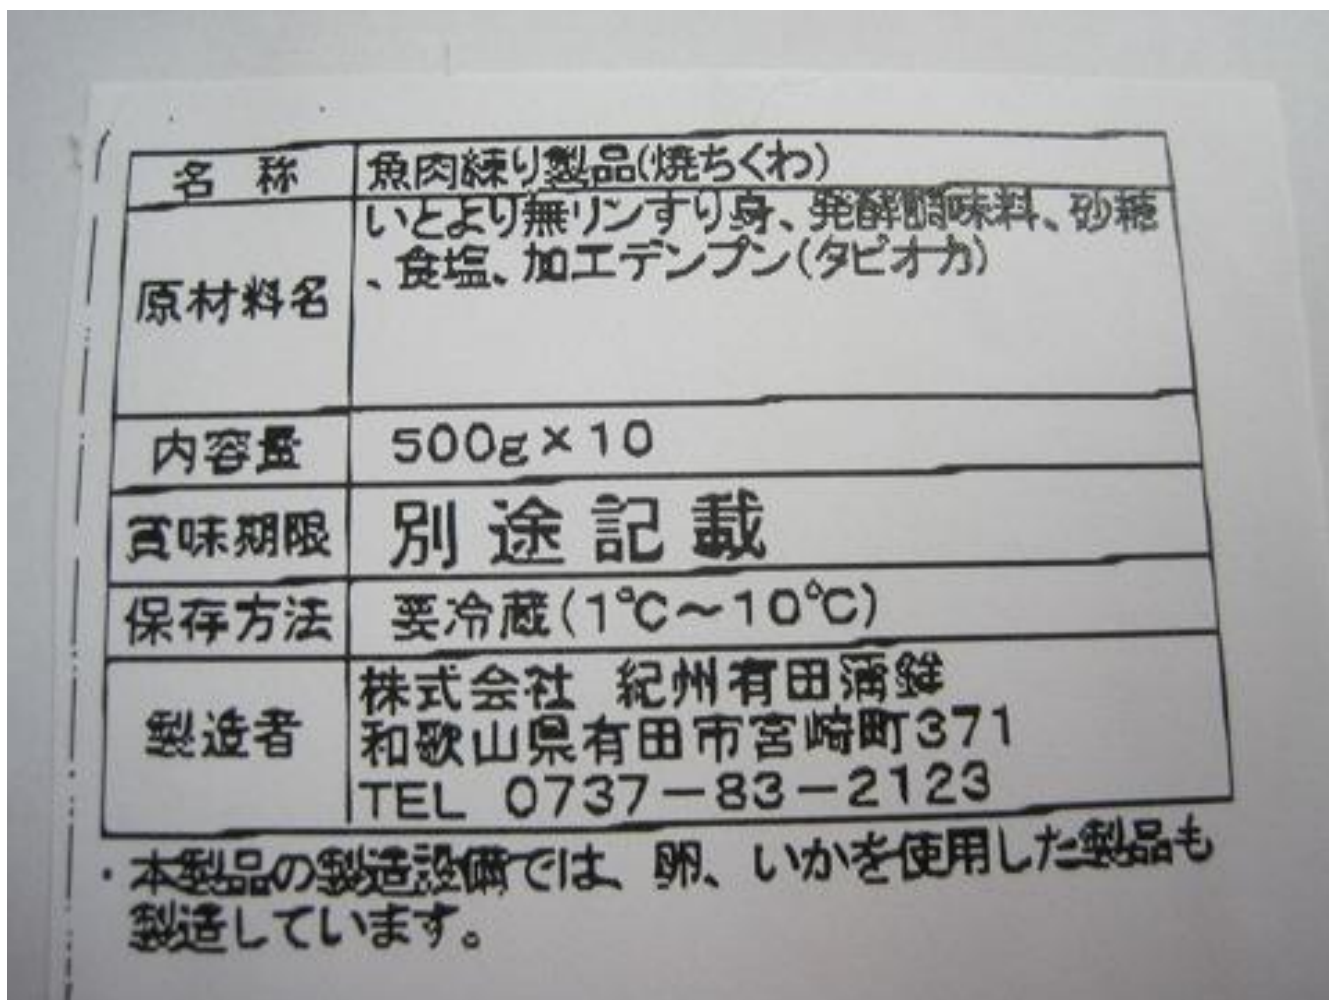 名 称 魚肉練り製品(焼ちくわ)
原材料名 いとより無リンすり身、発酵調味料、砂糖
、食塩、加工デンプン(タピオカ)
内容量 500g×10
賞味期限 別途記載
保存方法 要冷蔵(1℃～10℃)
製造者 株式会社 紀州有田蒲鉾
和歌山県有田市宮崎町371
TEL 0737－83－2123
・本製品の製造設備では、卵、いかを使用した製品も
製造しています。